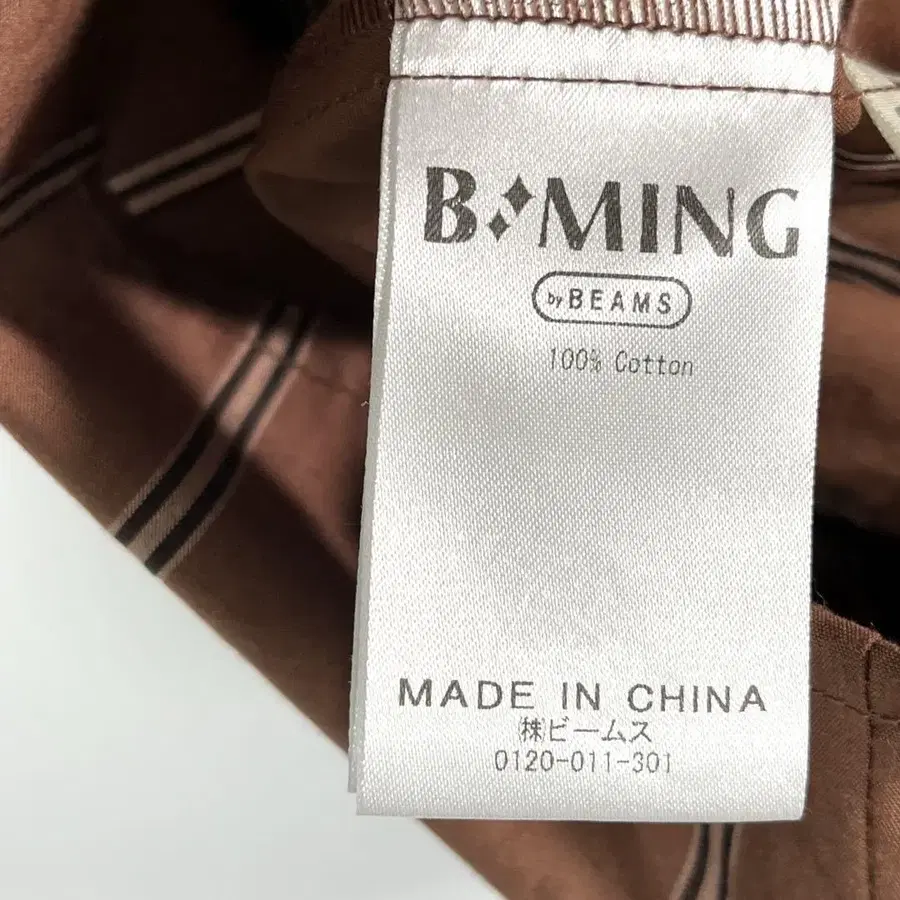 B:MING
by BEAMS
100% Cotton
MADE IN CHINA
㈱ビームス
0120-011-301